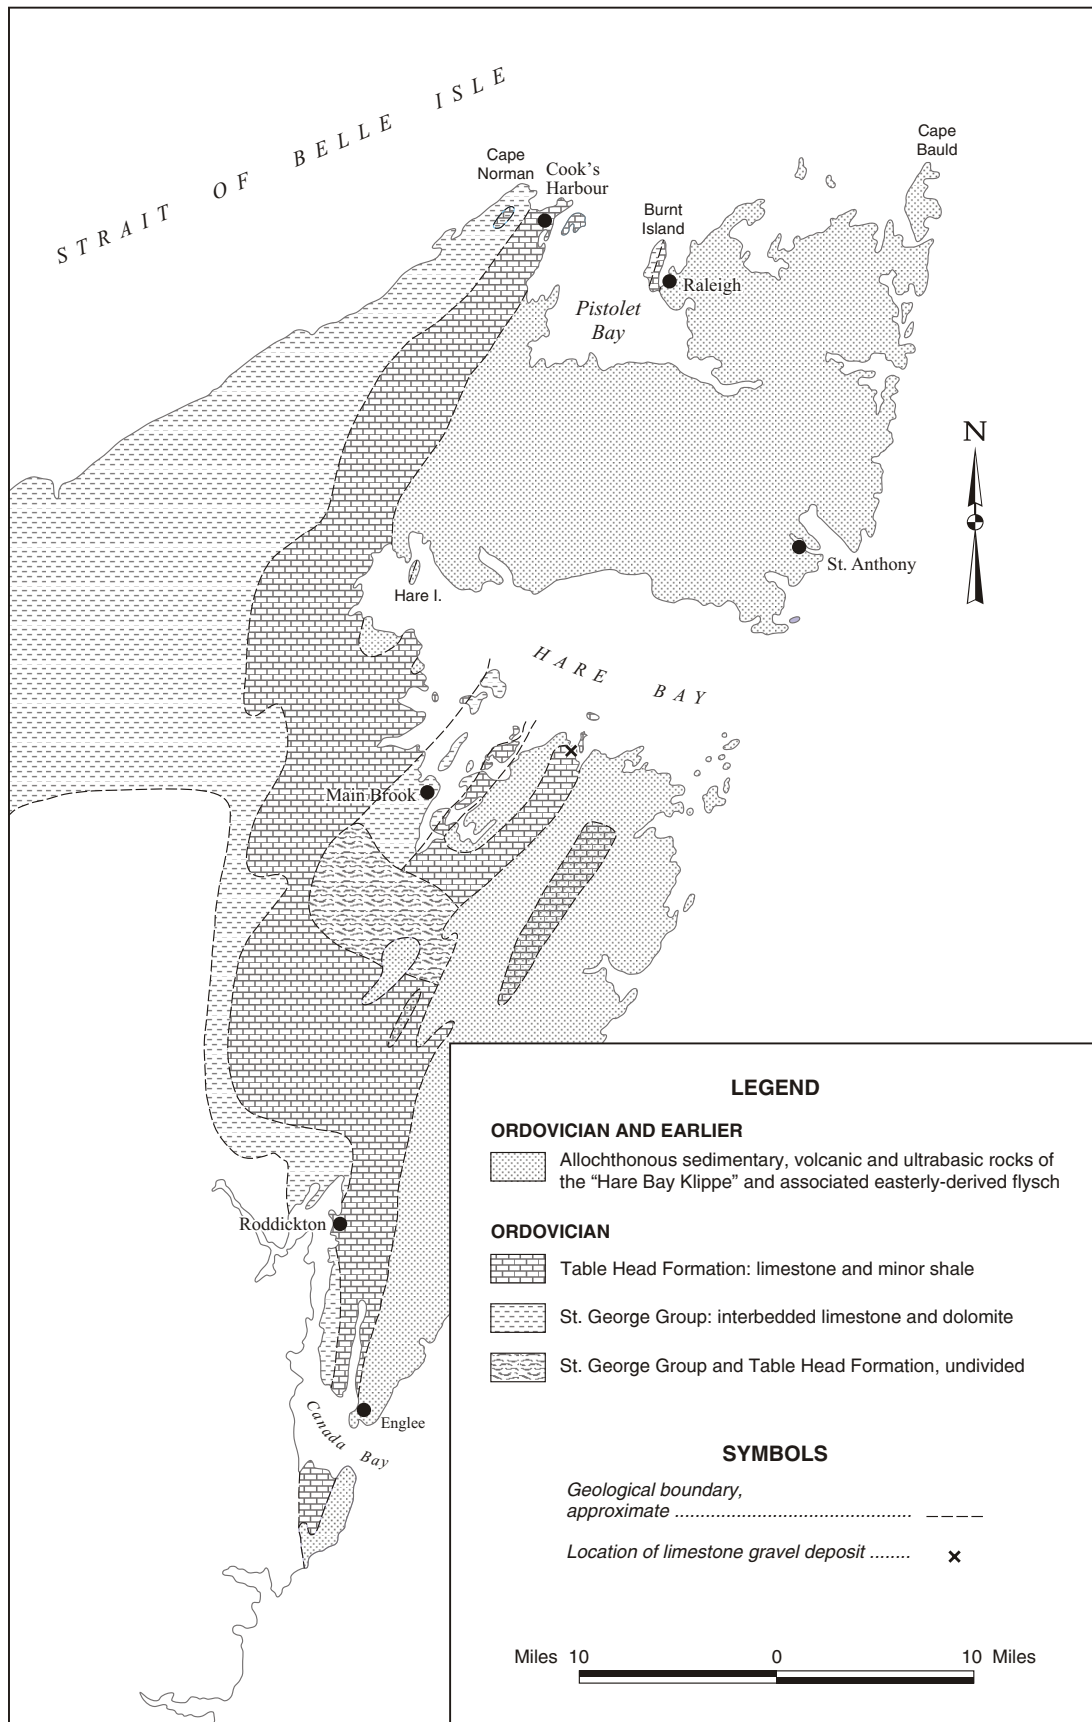 STRAIT OF BELLE ISLE
Cape
Norman
Cook's
Harbour
Cape
Bauld
Burnt
Island
Raleigh
Pistolet
Bay
N
St. Anthony
Hare I.
HARE BAY
Main Brook
Roddickton
Canada Bay
Englee
LEGEND
ORDOVICIAN AND EARLIER
Allochthonous sedimentary, volcanic and ultrabasic rocks of
the “Hare Bay Klippe” and associated easterly-derived flysch
ORDOVICIAN
Table Head Formation: limestone and minor shale
St. George Group: interbedded limestone and dolomite
St. George Group and Table Head Formation, undivided
SYMBOLS
Geological boundary,
approximate ..............................................
Location of limestone gravel deposit ........
Miles 10 0 10 Miles